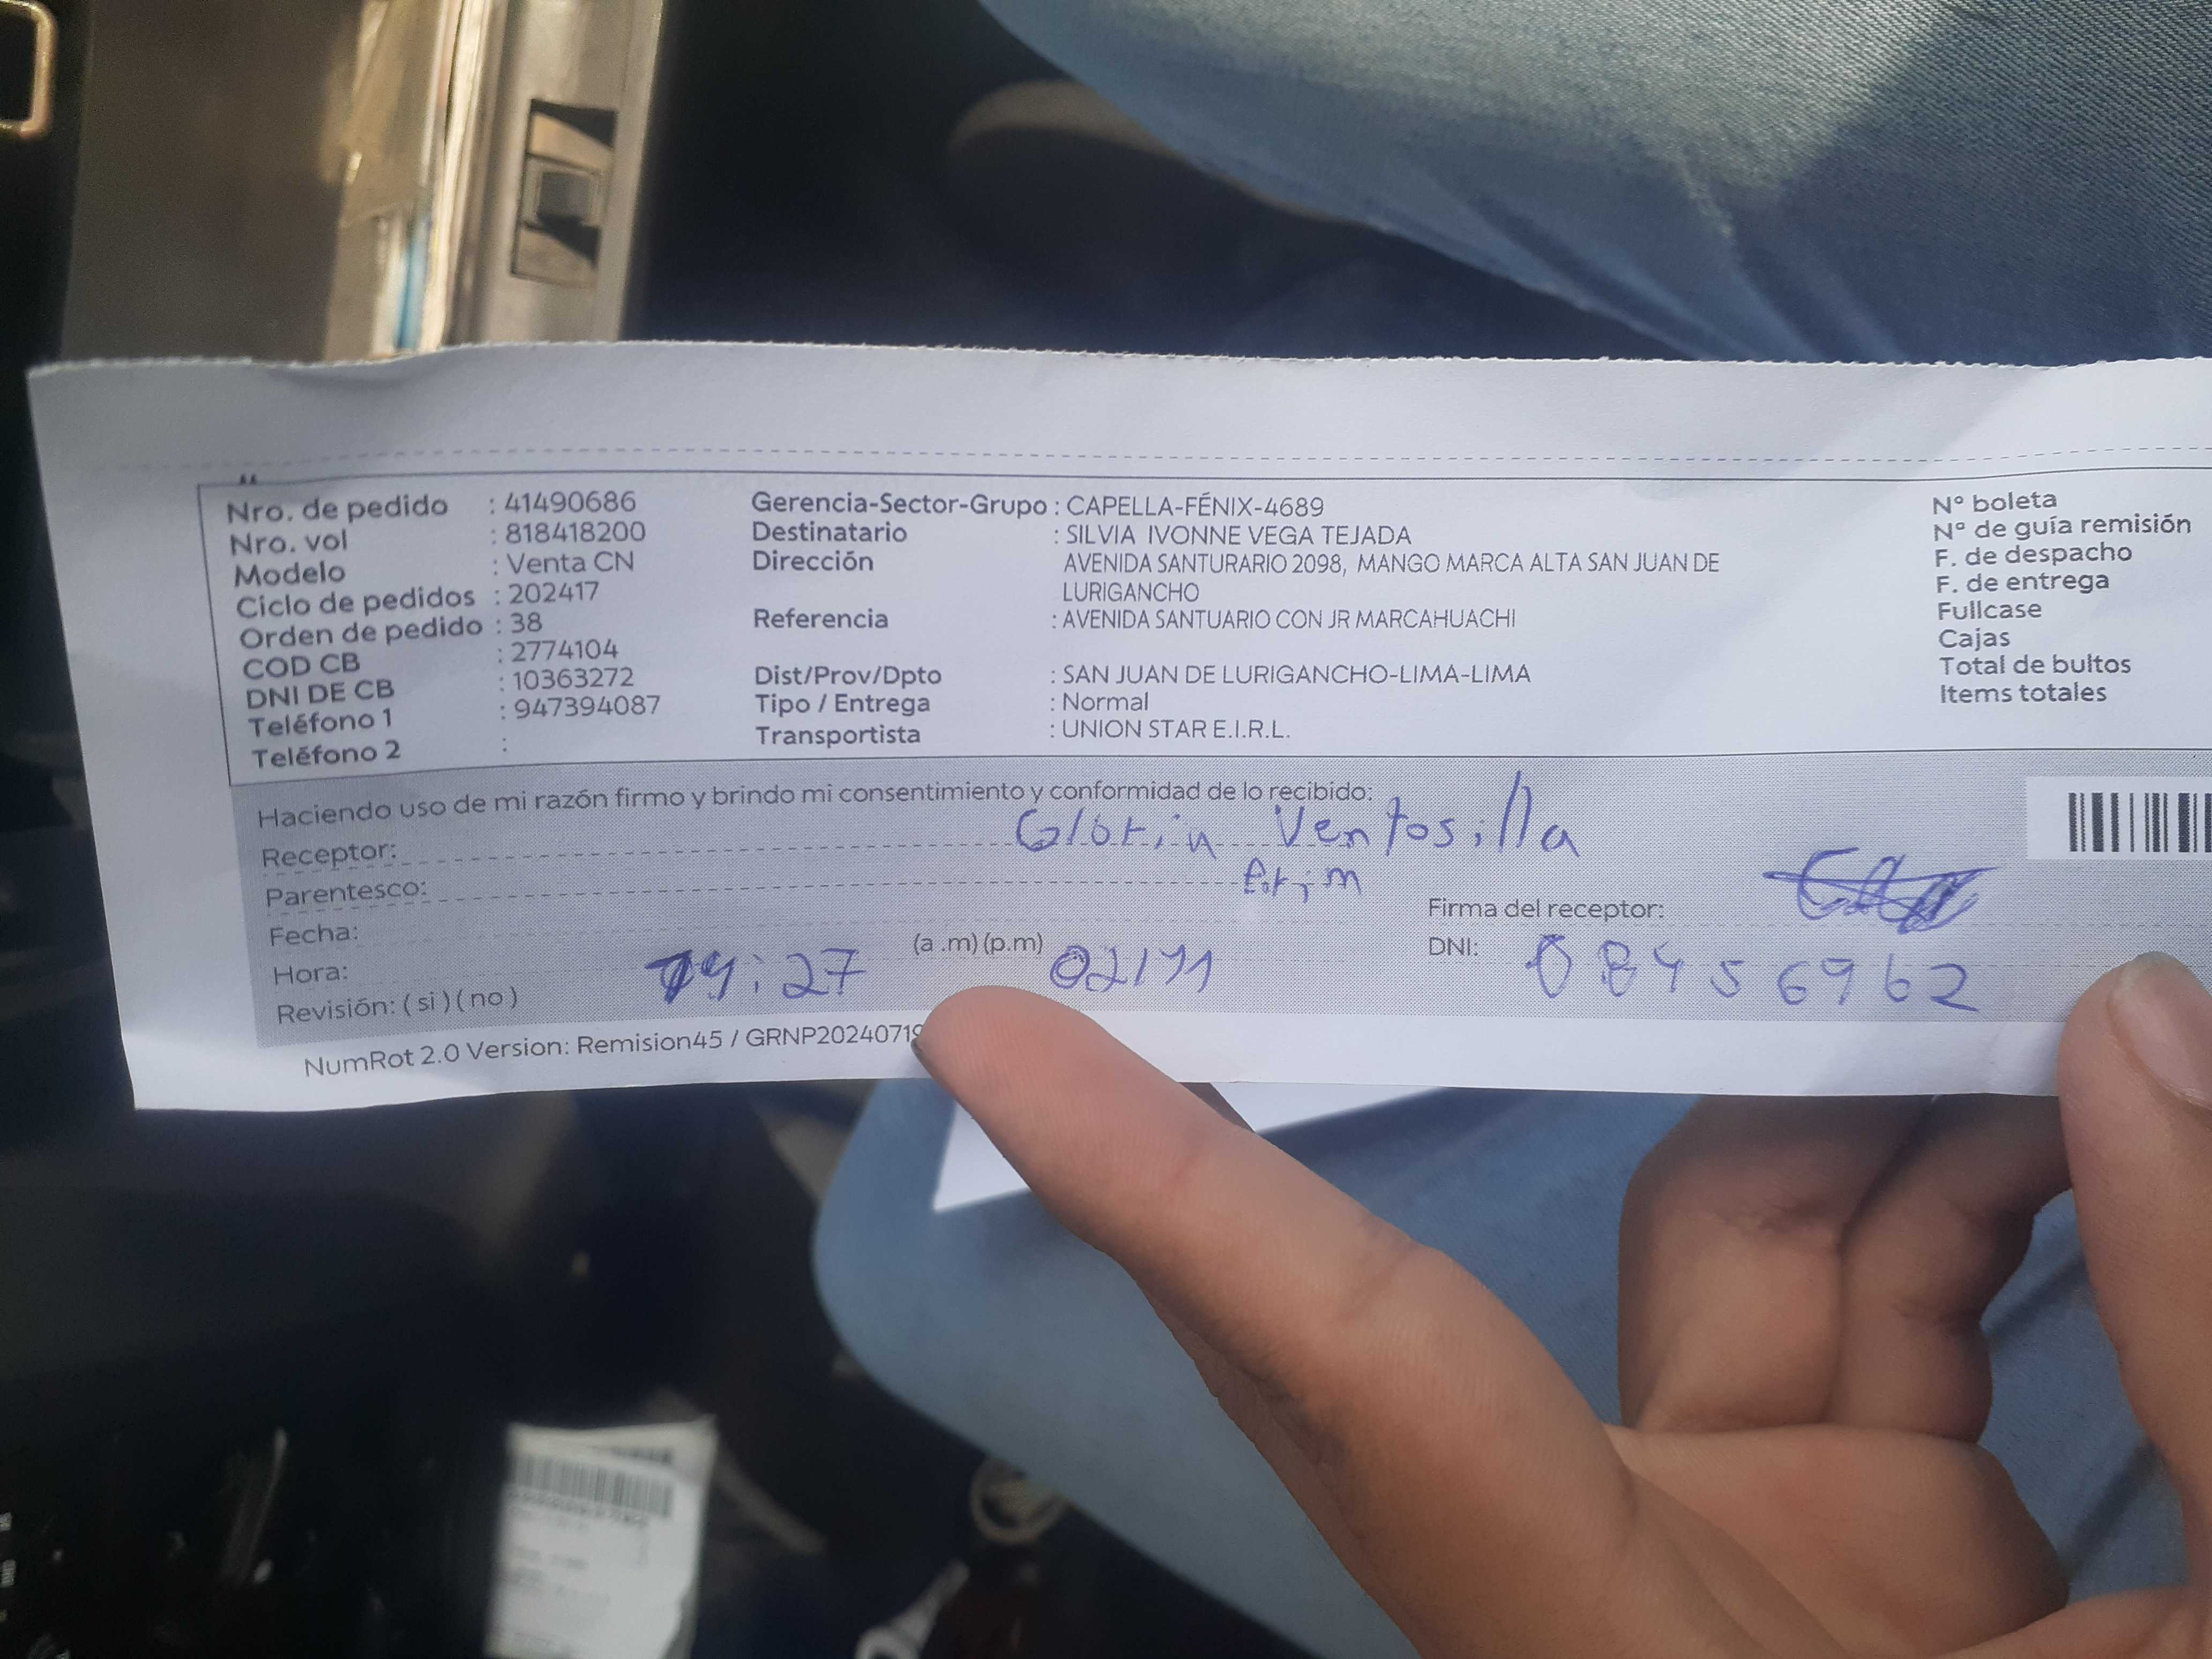 Nro. de pedido : 41490686
Nro. vol : 818418200
Modelo : Venta CN
Ciclo de pedidos : 202417
Orden de pedido : 38
COD CB : 2774104
DNI DE CB : 10363272
Teléfono 1 : 947394087
Teléfono 2 :
Gerencia-Sector-Grupo : CAPELLA-FÉNIX-4689
Destinatario : SILVIA IVONNE VEGA TEJADA
Dirección AVENIDA SANTURARIO 2098, MANGO MARCA ALTA SAN JUAN DE
LURIGANCHO
Referencia : AVENIDA SANTUARIO CON JR MARCAHUACHI
Dist/Prov/Dpto : SAN JUAN DE LURIGANCHO-LIMA-LIMA
Tipo / Entrega : Normal
Transportista : UNION STAR E.I.R.L.
N° boleta
N° de guía remisión
F. de despacho
F. de entrega
Fullcase
Cajas
Total de bultos
Items totales
Haciendo uso de mi razón firmo y brindo mi consentimiento y conformidad de lo recibido:
Receptor: Gloria Ventosilla
Parentesco:
Fecha:
Firma del receptor:
Hora: :27 (a .m) (p.m) 02/11
DNI: 08456962
Revisión: ( si ) ( no )
NumRot 2.0 Version: Remision45 / GRNP2024071